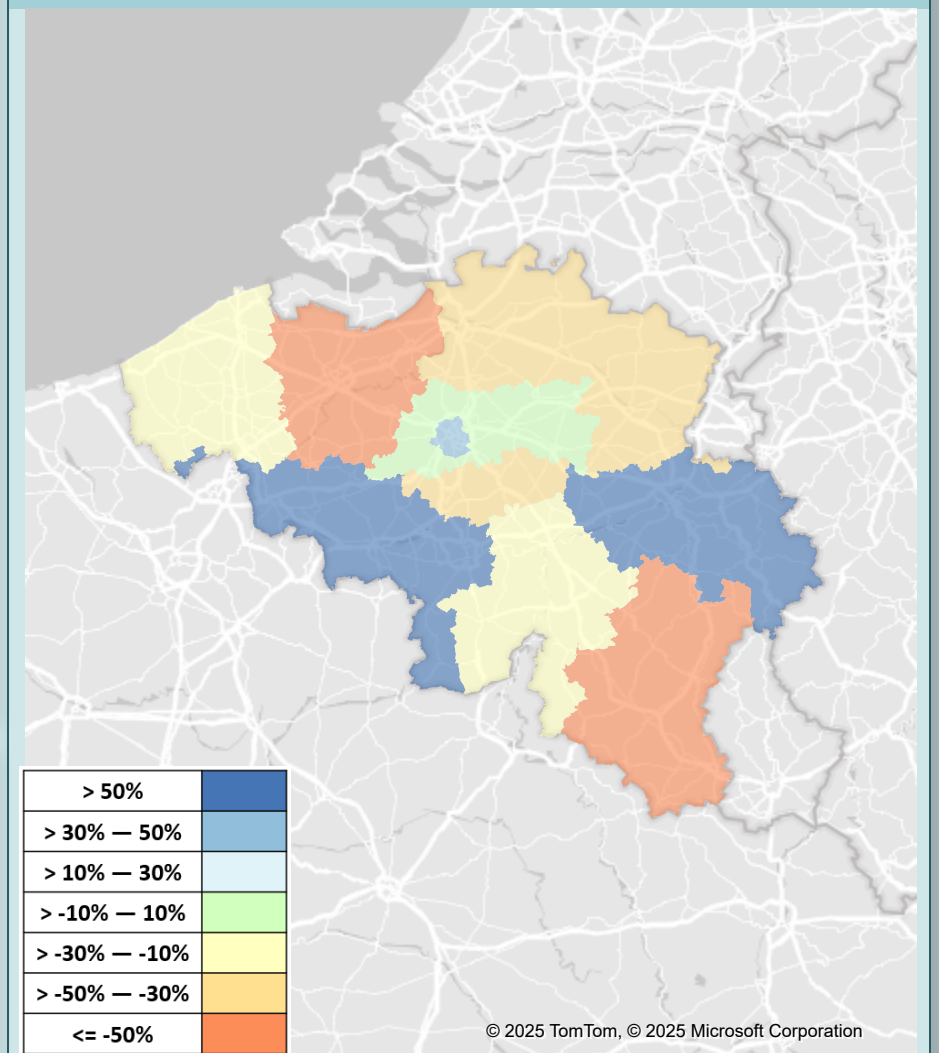 > 50%
> 30% — 50%
> 10% — 30%
> -10% — 10%
> -30% — -10%
> -50% — -30%
<= -50%
© 2025 TomTom, © 2025 Microsoft Corporation